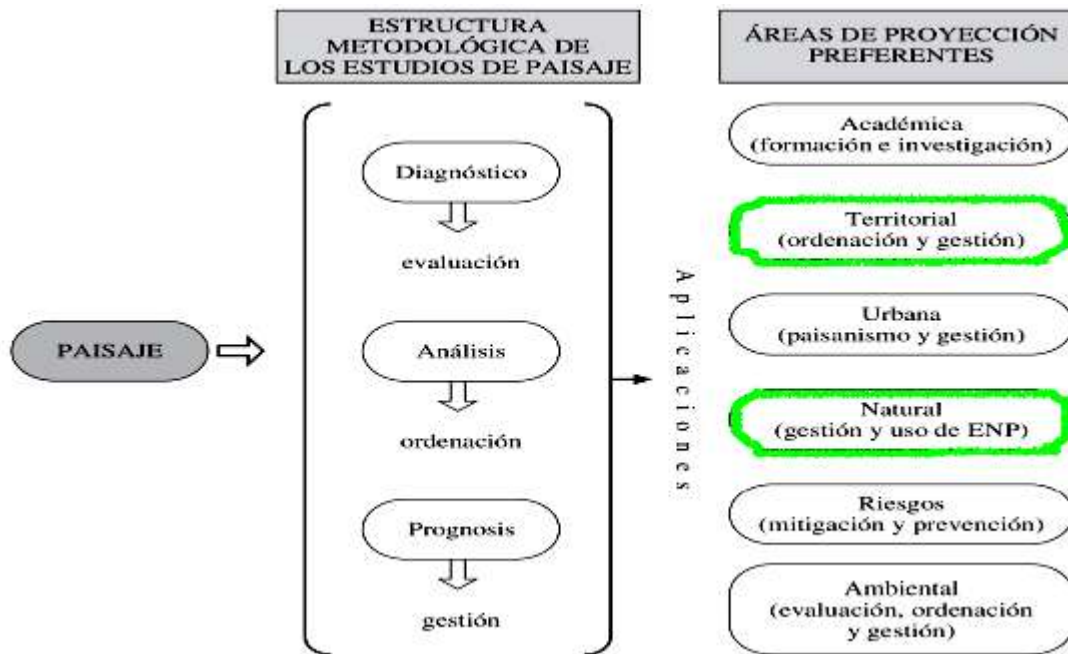 ESTRUCTURA
METODOLÓGICA DE
LOS ESTUDIOS DE PAISAJE
ÁREAS DE PROYECCIÓN
PREFERENTES
PAISAJE
Diagnóstico
evaluación
Análisis
ordenación
Prognosis
gestión
Aplicaciones
Académica
(formación e investigación)
Territorial
(ordenación y gestión)
Urbana
(paisanismo y gestión)
Natural
(gestión y uso de ENP)
Riesgos
(mitigación y prevención)
Ambiental
(evaluación, ordenación
y gestión)